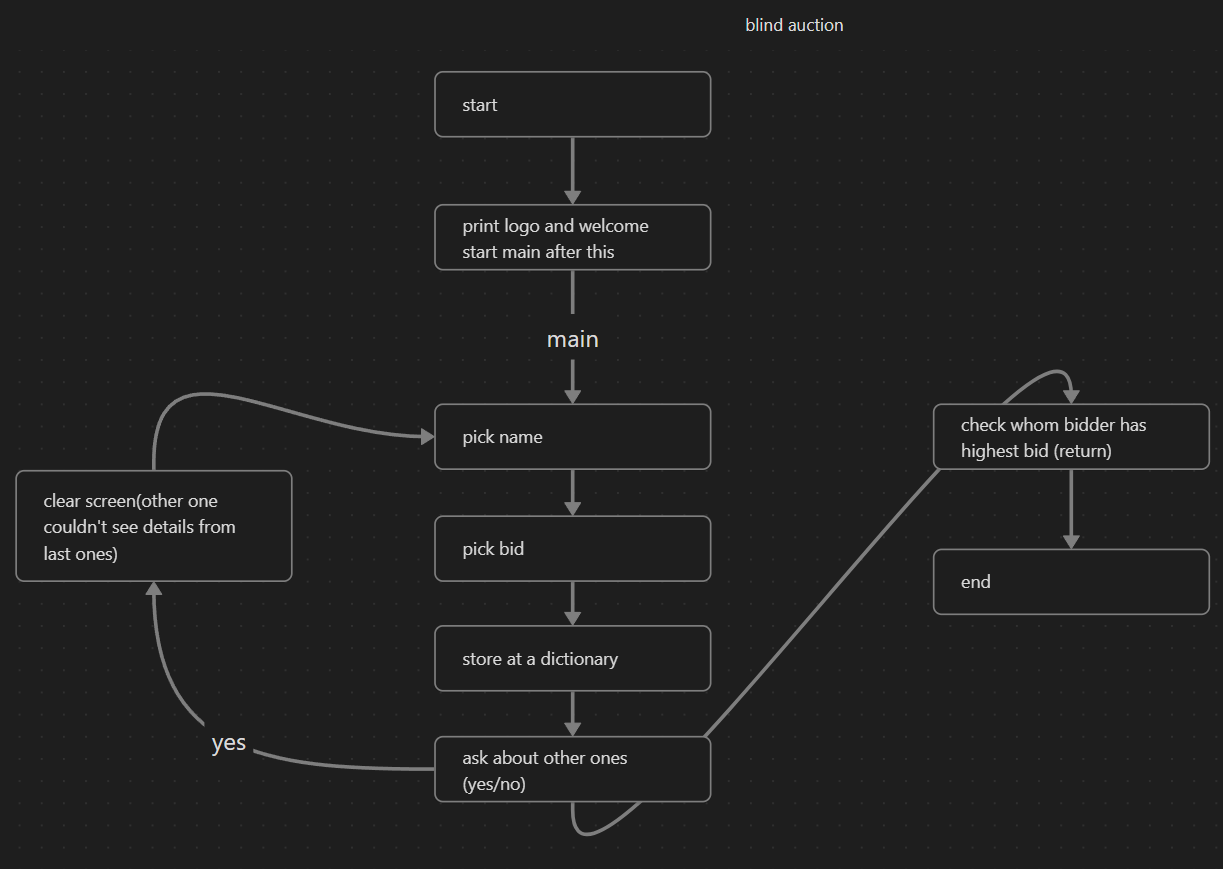 blind auction
start
print logo and welcome
start main after this
main
pick name
pick bid
store at a dictionary
ask about other ones
(yes/no)
yes
clear screen(other one
couldn't see details from
last ones)
check whom bidder has
highest bid (return)
end